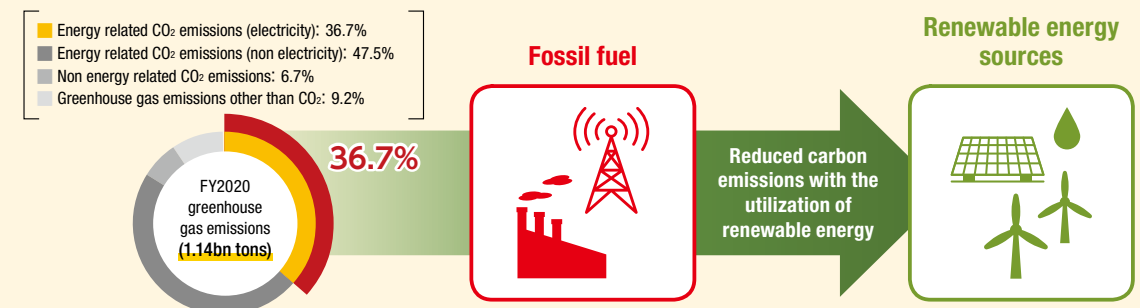 Energy related CO₂ emissions (electricity): 36.7%
Energy related CO₂ emissions (non electricity): 47.5%
Non energy related CO₂ emissions: 6.7%
Greenhouse gas emissions other than CO₂: 9.2%
FY2020
greenhouse
gas emissions
(1.14bn tons)
36.7%
Fossil fuel
Reduced carbon
emissions with the
utilization of
renewable energy
Renewable energy
sources